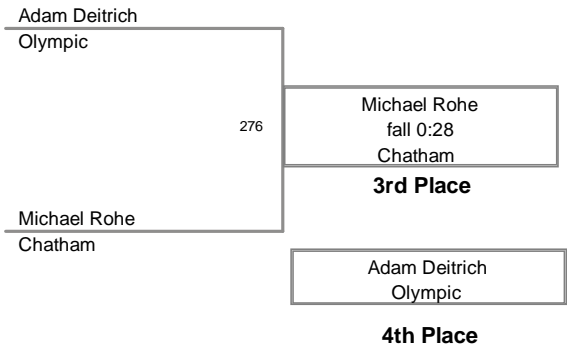 Adam Deitrich
Olympic
276
Michael Rohe
fall 0:28
Chatham
3rd Place
Michael Rohe
Chatham
Adam Deitrich
Olympic
4th Place